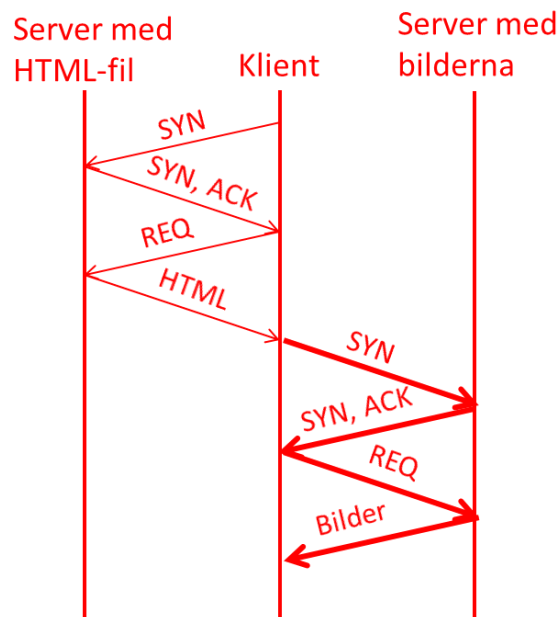 Server med
HTML-fil
Klient
Server med
bilderna
SYN
SYN, ACK
REQ
HTML
SYN
SYN, ACK
REQ
Bilder